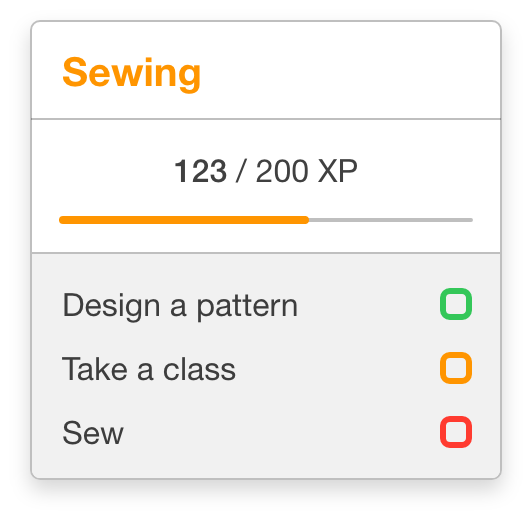 Sewing
123 / 200 XP
Design a pattern
Take a class
Sew